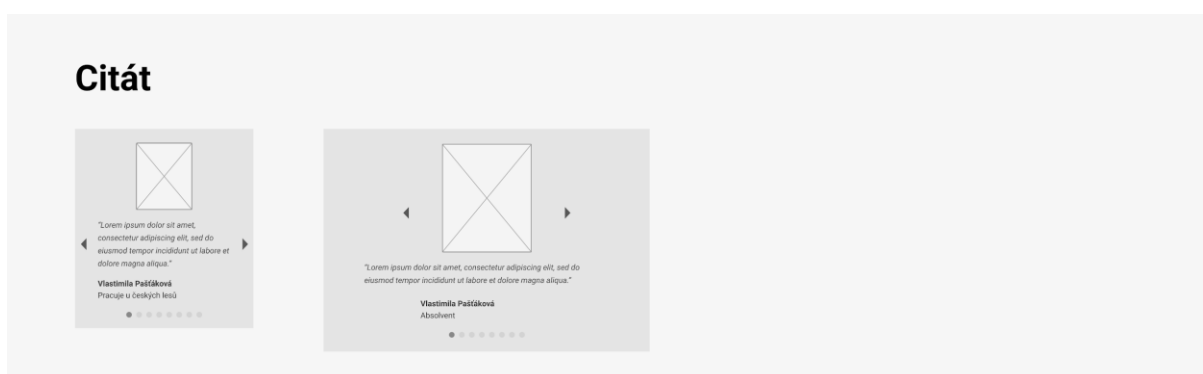 Citát
"Lorem ipsum dolor sit amet,
consectetur adipiscing elit, sed do
eiusmod tempor incididunt ut labore et
dolore magna aliqua."
Vlastimila Pašťáková
Pracuje u českých lesů
"Lorem ipsum dolor sit amet, consectetur adipiscing elit, sed do
eiusmod tempor incididunt ut labore et dolore magna aliqua."
Vlastimila Pašťáková
Absolvent